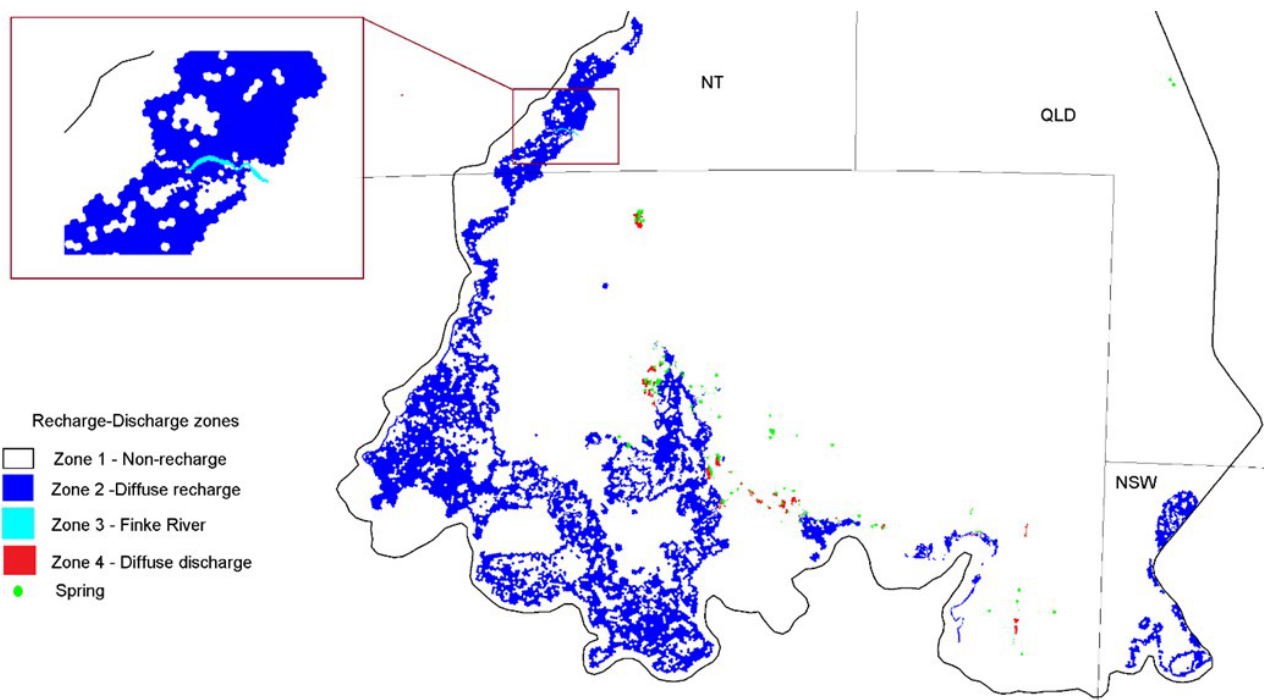 NT
QLD
NSW
Recharge-Discharge zones
Zone 1 - Non-recharge
Zone 2 -Diffuse recharge
Zone 3 - Finke River
Zone 4 - Diffuse discharge
Spring